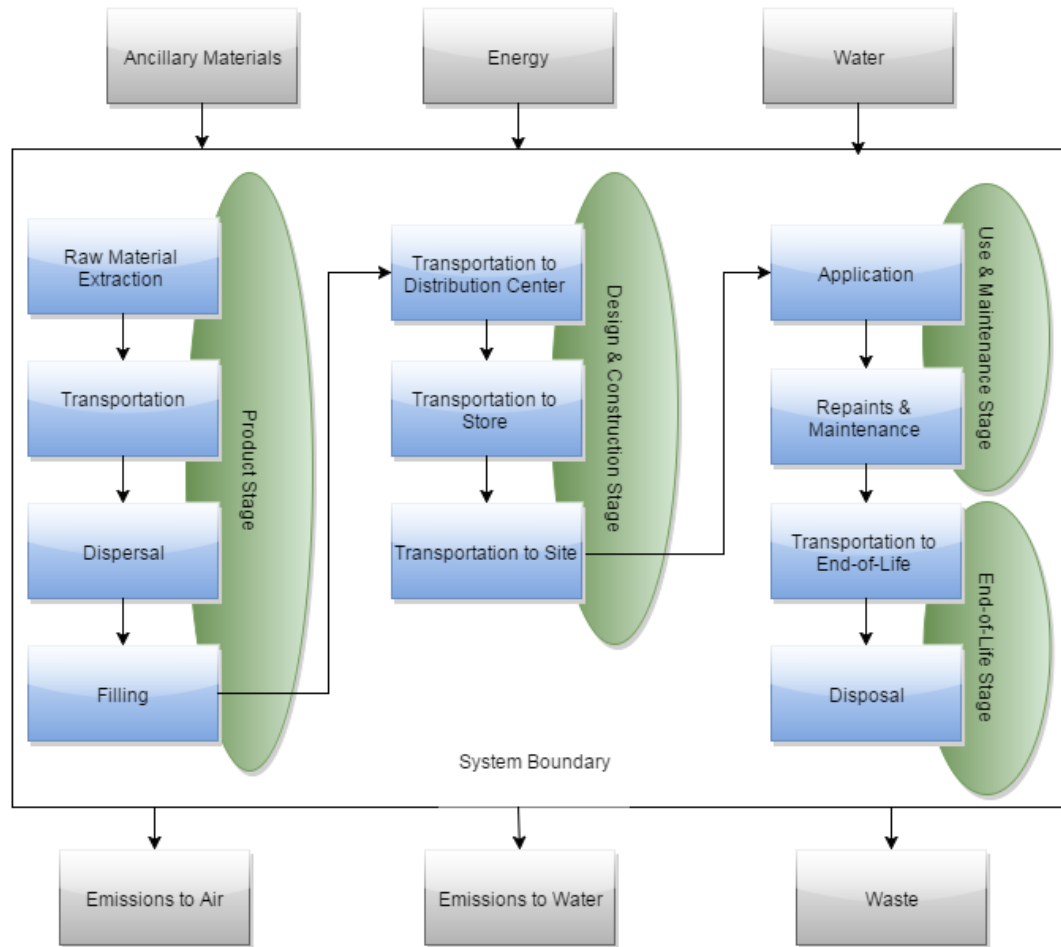 Ancillary Materials
Energy
Water
Raw Material
Extraction
Transportation
Dispersal
Filling
Product Stage
Transportation to
Distribution Center
Transportation to
Store
Transportation to Site
Design & Construction Stage
Application
Repaints &
Maintenance
Use & Maintenance Stage
Transportation to
End-of-Life
Disposal
End-of-Life Stage
System Boundary
Emissions to Air
Emissions to Water
Waste